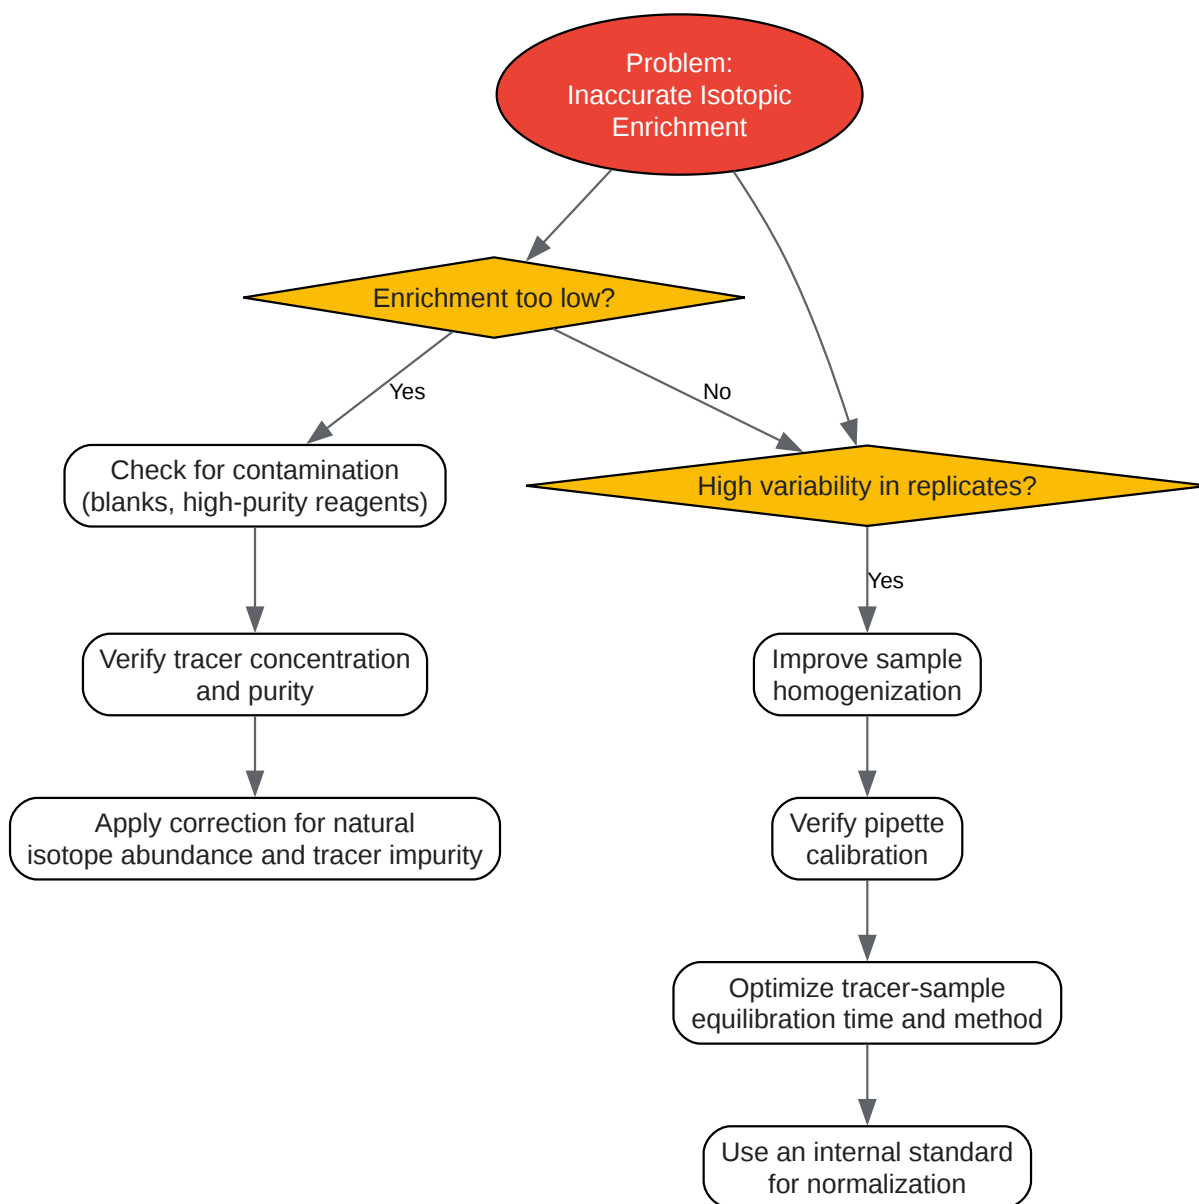 Problem:
Inaccurate Isotopic
Enrichment
Enrichment too low?
Yes
No
Check for contamination
(blanks, high-purity reagents)
High variability in replicates?
Yes
Verify tracer concentration
and purity
Improve sample
homogenization
Apply correction for natural
isotope abundance and tracer impurity
Verify pipette
calibration
Optimize tracer-sample
equilibration time and method
Use an internal standard
for normalization